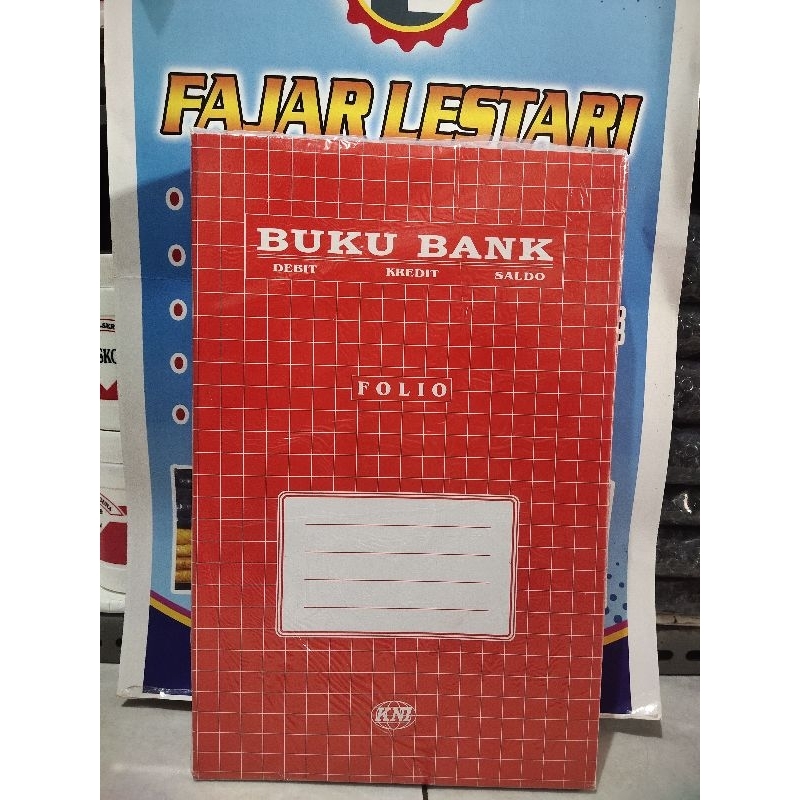 FAJAR LESTARI
BUKU BANK
DEBIT KREDIT SALDO
FOLIO
KNI